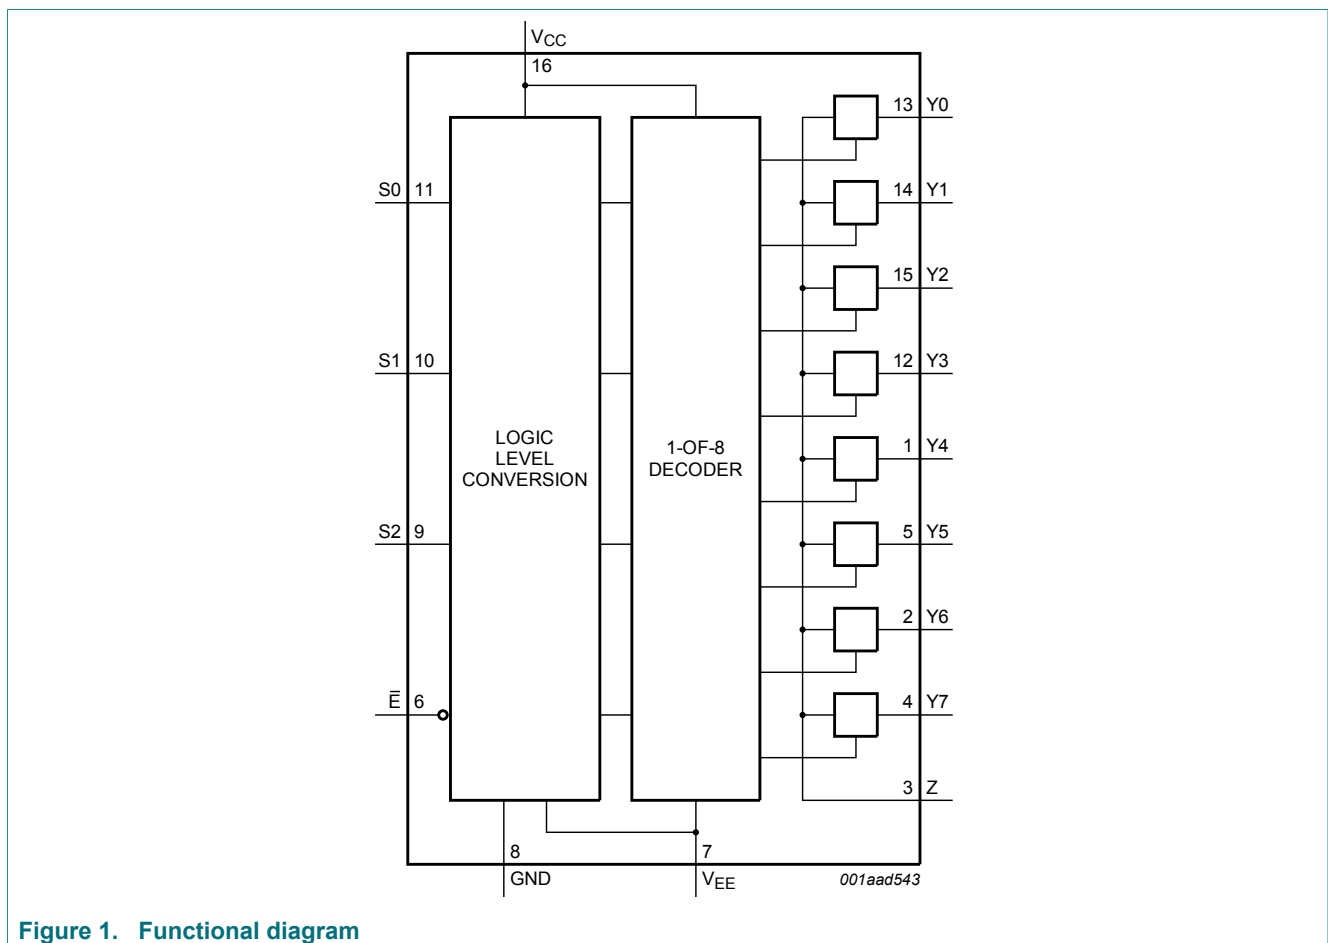 VCC
16
13 Y0
S0 11
14 Y1
15 Y2
S1 10
12 Y3
LOGIC
LEVEL
CONVERSION
1-OF-8
DECODER
1 Y4
S2 9
5 Y5
2 Y6
E̅ 6
4 Y7
3 Z
8
GND
7
VEE
001aad543
Figure 1. Functional diagram